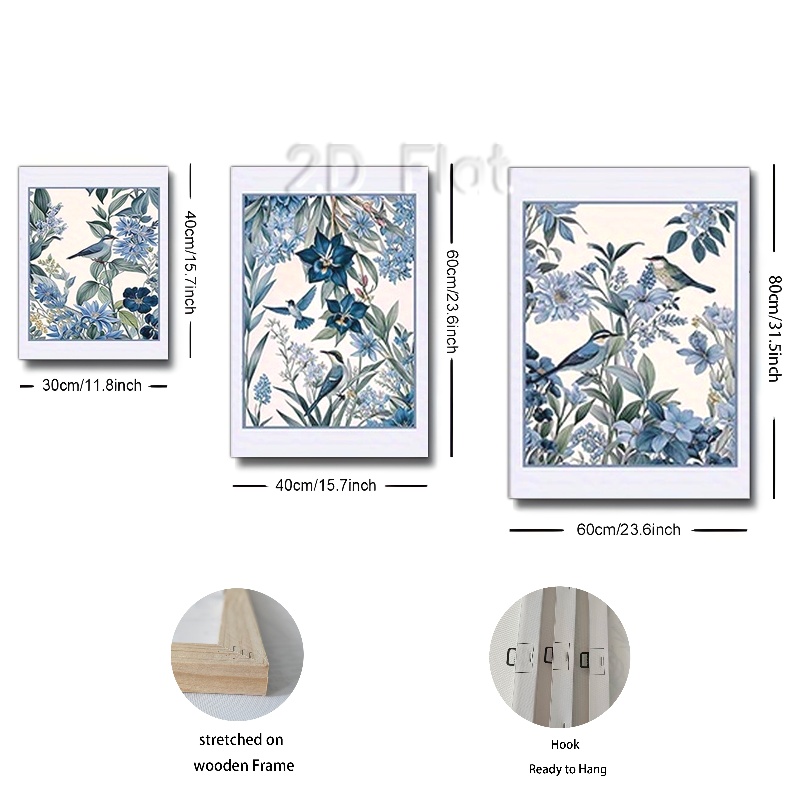 2D Flat
40cm/15.7inch
30cm/11.8inch
60cm/23.6inch
40cm/15.7inch
80cm/31.5inch
60cm/23.6inch
stretched on
wooden Frame
Hook
Ready to Hang